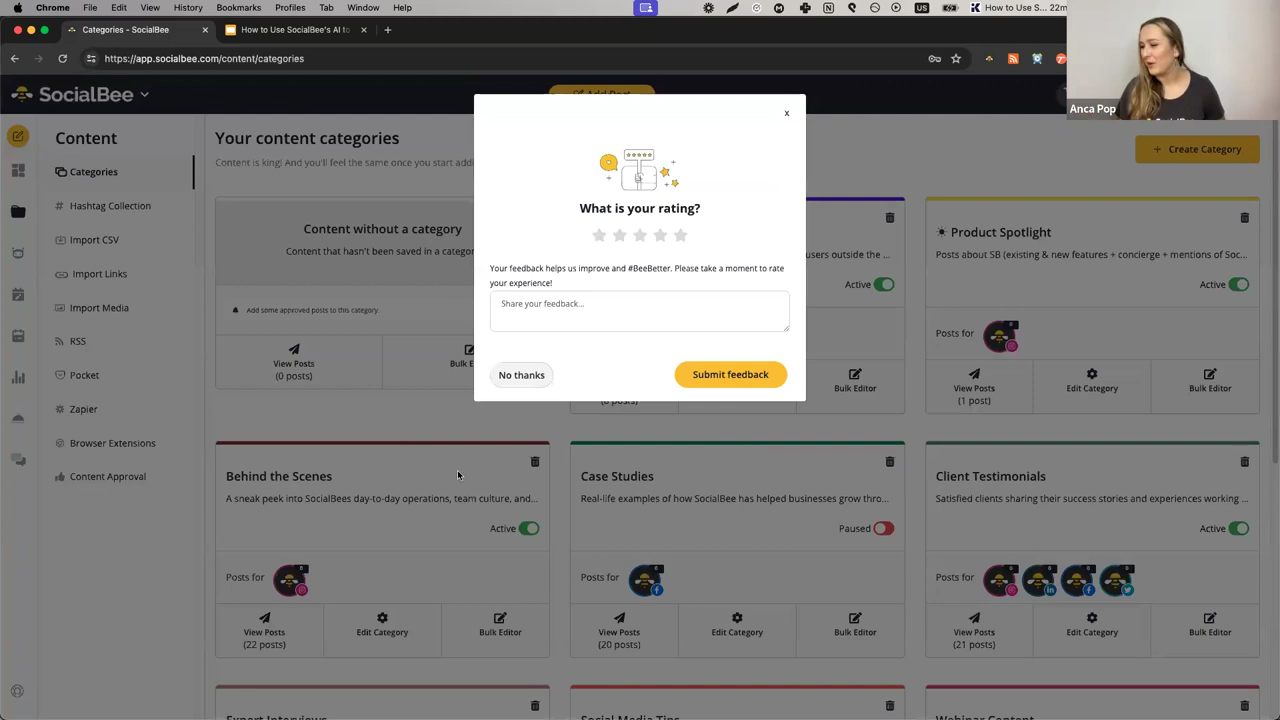 Chrome File Edit View History Bookmarks Profiles Tab Window Help
US
How to Use S... 22m
Categories - SocialBee
How to Use SocialBee's AI to
https://app.socialbee.com/content/categories
Anca Pop
SocialBee
Add Post
x
Content
Categories
Hashtag Collection
Import CSV
Import Links
Import Media
RSS
Pocket
Zapier
Browser Extensions
Content Approval
Your content categories
Content is king! And you'll feel the same once you start addi
+ Create Category
What is your rating?
Your feedback helps us improve and #BeeBetter. Please take a moment to rate
your experience!
Share your feedback...
No thanks
Submit feedback
Content without a category
Content that hasn't been saved in a categor
Add some approved posts to this category.
View Posts
(0 posts)
Bulk E
users outside the ...
Bulk Editor
Product Spotlight
Posts about SB (existing & new features + concierge + mentions of Soc...
Active
Posts for
View Posts
(1 post)
Edit Category
Bulk Editor
Behind the Scenes
A sneak peek into SocialBees day-to-day operations, team culture, and...
Active
Posts for
View Posts
(22 posts)
Edit Category
Bulk Editor
Case Studies
Real-life examples of how SocialBee has helped businesses grow thro...
Paused
Posts for
View Posts
(20 posts)
Edit Category
Bulk Editor
Client Testimonials
Satisfied clients sharing their success stories and experiences working ...
Active
Posts for
View Posts
(21 posts)
Edit Category
Bulk Editor
Expert Interviews
Social Media Tips
Webinar Content